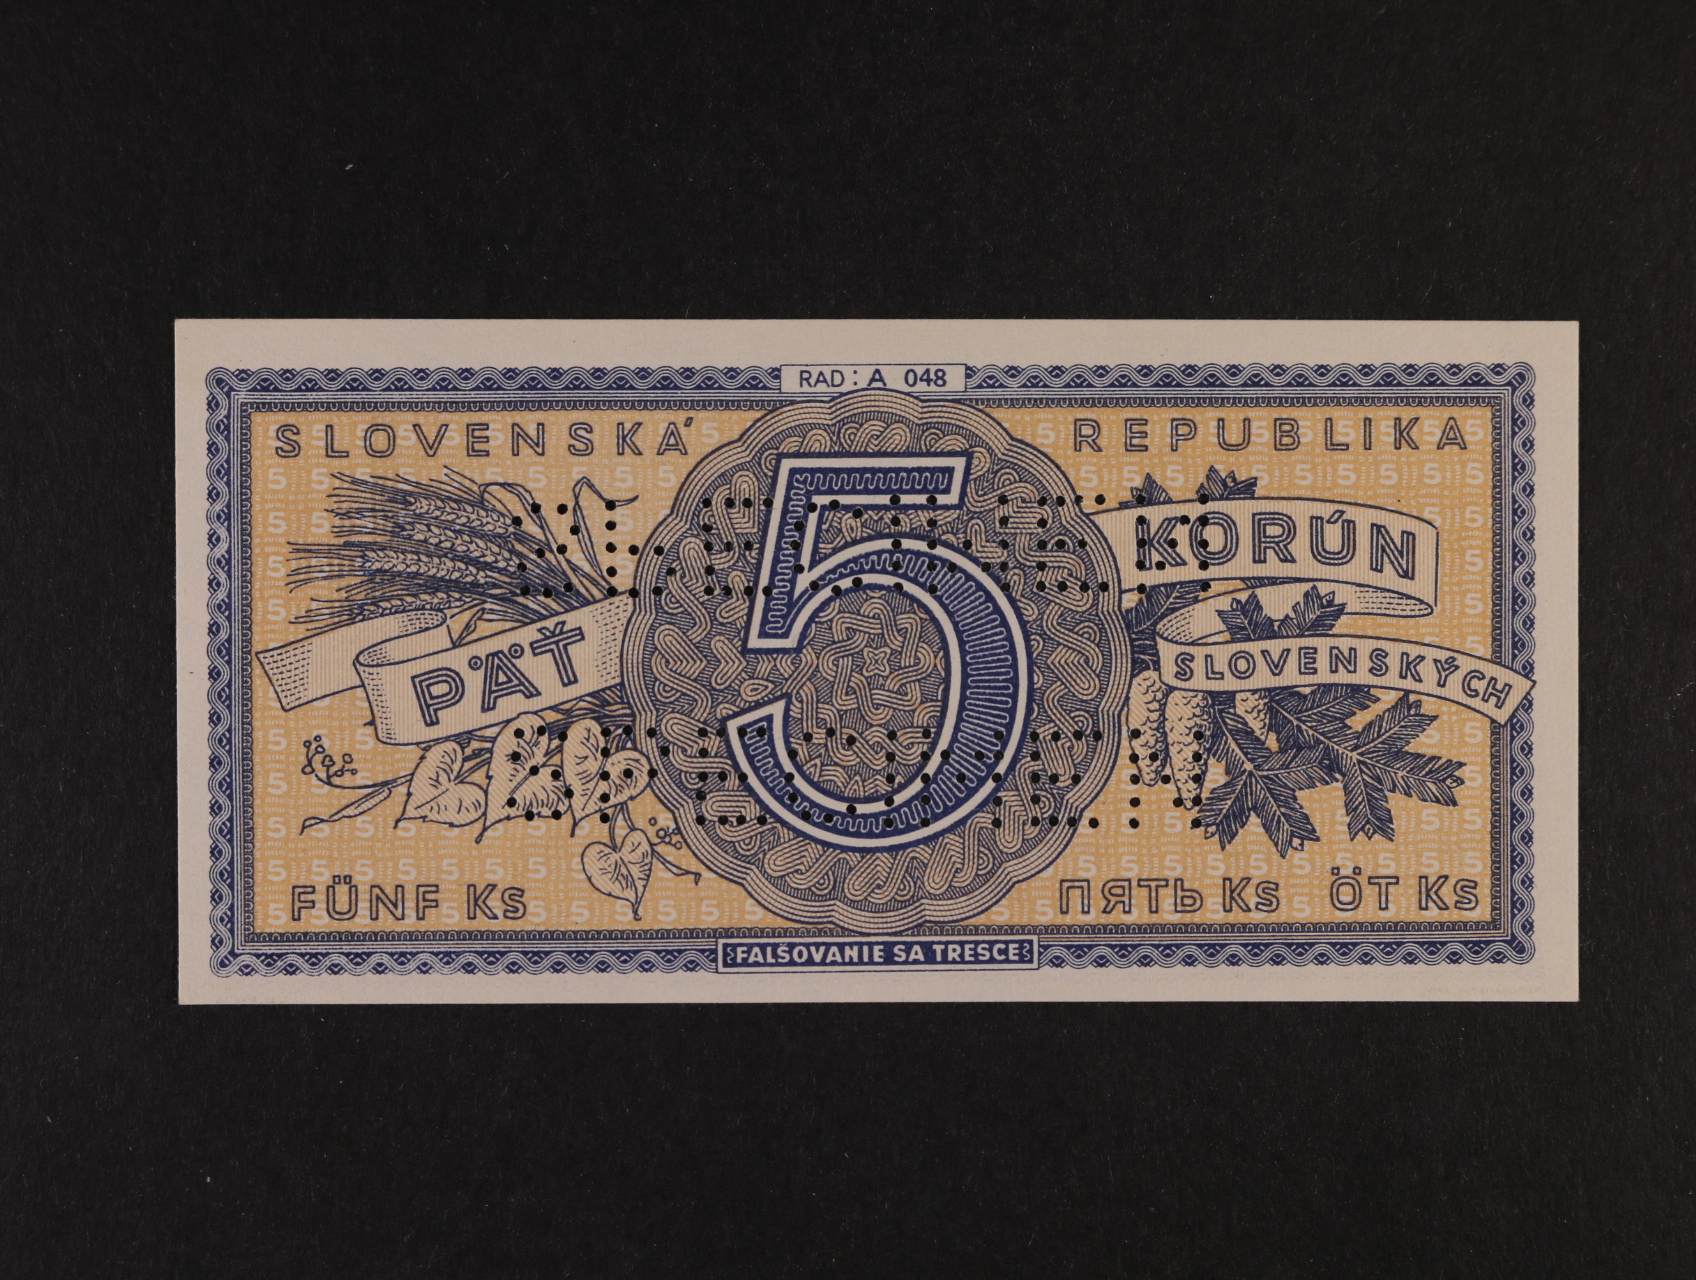 RAD: A 048
SLOVENSKÁ REPUBLIKA
PÄŤ
5
KORÚN
SLOVENSKÝCH
FÜNF Ks
ПЯТЬ Ks ÖT Ks
FALŠOVANIE SA TRESCE